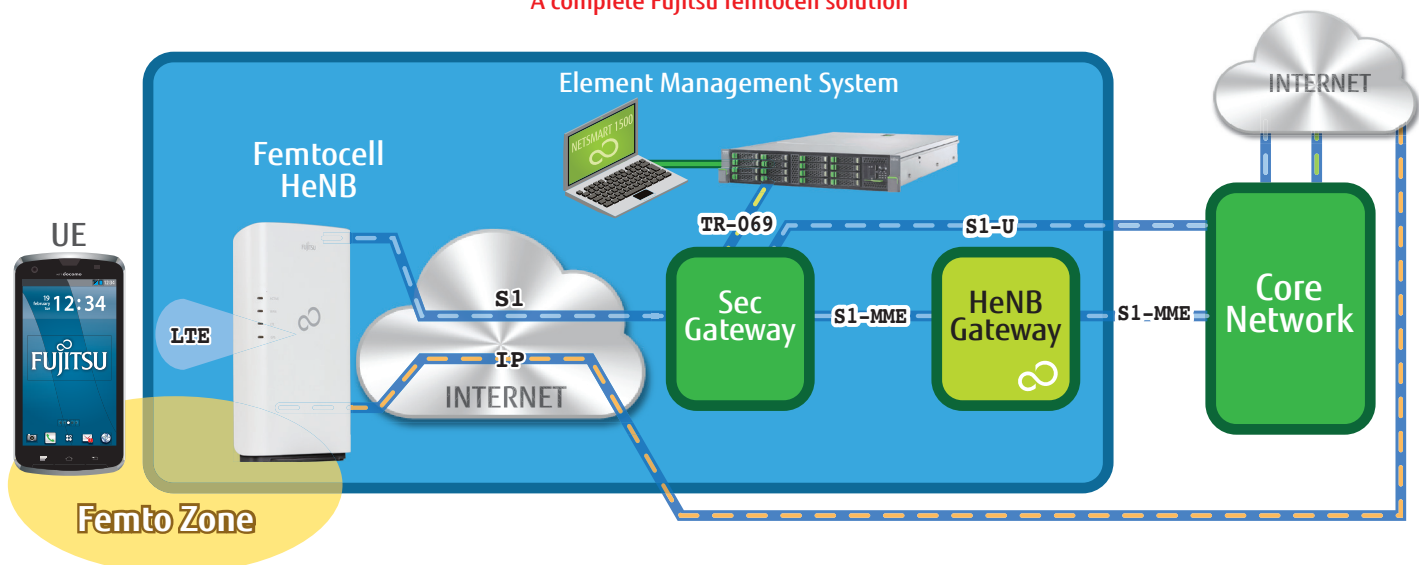 A complete Fujitsu femtocell solution
INTERNET
Element Management System
NETSMART 1500
Femtocell
HeNB
UE
FUJITSU
TR-069
S1-U
12:34
LTE
FUJITSU
S1
Sec
Gateway
S1-MME
HeNB
Gateway
S1-MME
Core
Network
IP
INTERNET
Femto Zone